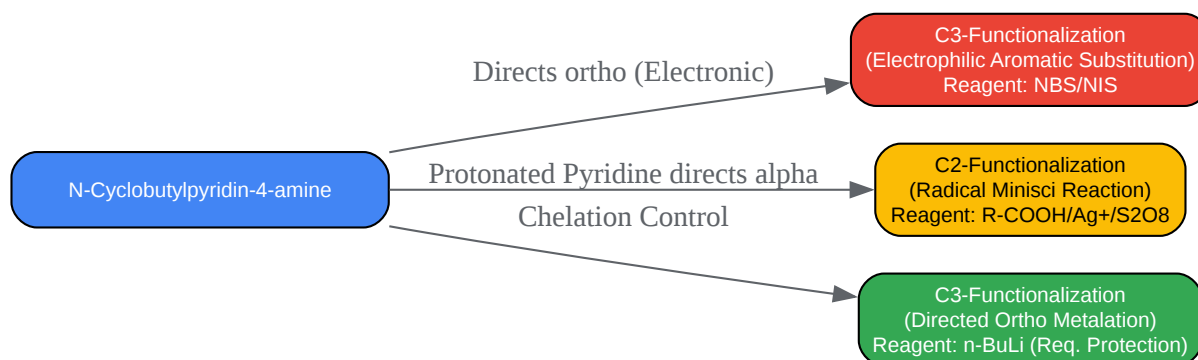 N-Cyclobutylpyridin-4-amine
Directs ortho (Electronic)
Protonated Pyridine directs alpha
Chelation Control
C3-Functionalization
(Electrophilic Aromatic Substitution)
Reagent: NBS/NIS
C2-Functionalization
(Radical Minisci Reaction)
Reagent: R-COOH/Ag+/S2O8
C3-Functionalization
(Directed Ortho Metalation)
Reagent: n-BuLi (Req. Protection)